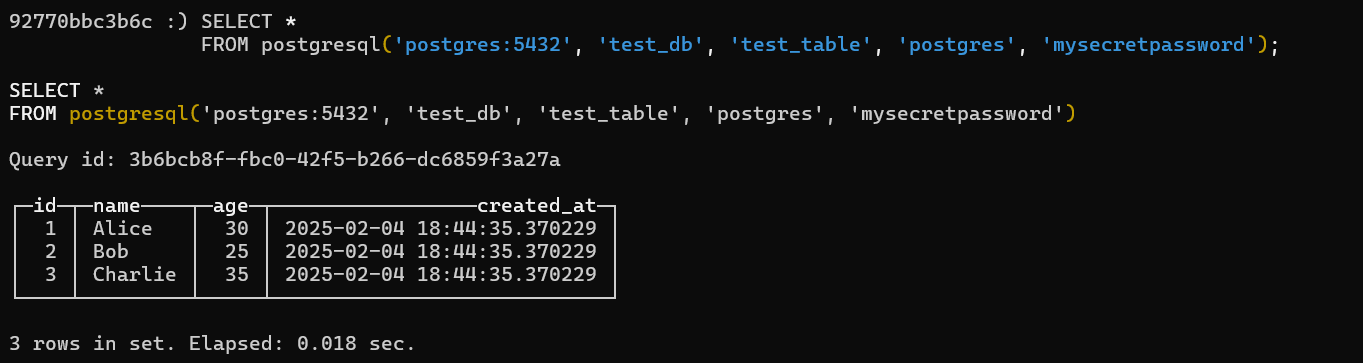 92770bbc3b6c :) SELECT *
                FROM postgresql('postgres:5432', 'test_db', 'test_table', 'postgres', 'mysecretpassword');
SELECT *
FROM postgresql('postgres:5432', 'test_db', 'test_table', 'postgres', 'mysecretpassword')
Query id: 3b6bcb8f-fbc0-42f5-b266-dc6859f3a27a
id name age created_at
1 Alice 30 2025-02-04 18:44:35.370229
2 Bob 25 2025-02-04 18:44:35.370229
3 Charlie 35 2025-02-04 18:44:35.370229
3 rows in set. Elapsed: 0.018 sec.